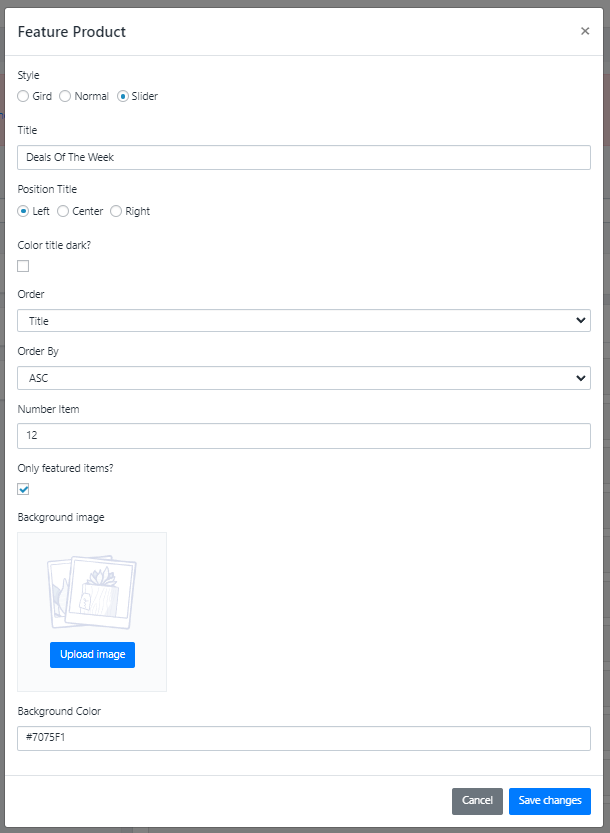 Feature Product
×
Style
Gird Normal Slider
Title
Deals Of The Week
Position Title
Left Center Right
Color title dark?
Order
Title
Order By
ASC
Number Item
12
Only featured items?
Background image
Upload image
Background Color
#7075F1
Cancel Save changes